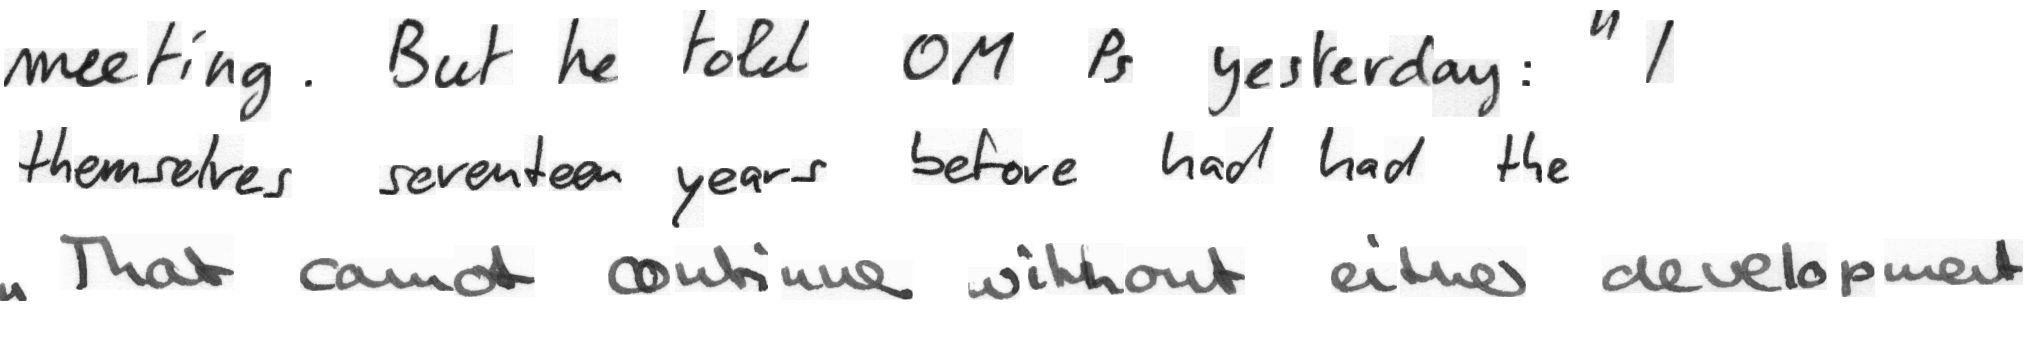 meeting. But he told OM Ps yesterday: "I
themselves seventeen years before had had the
" That cannot continue without either development